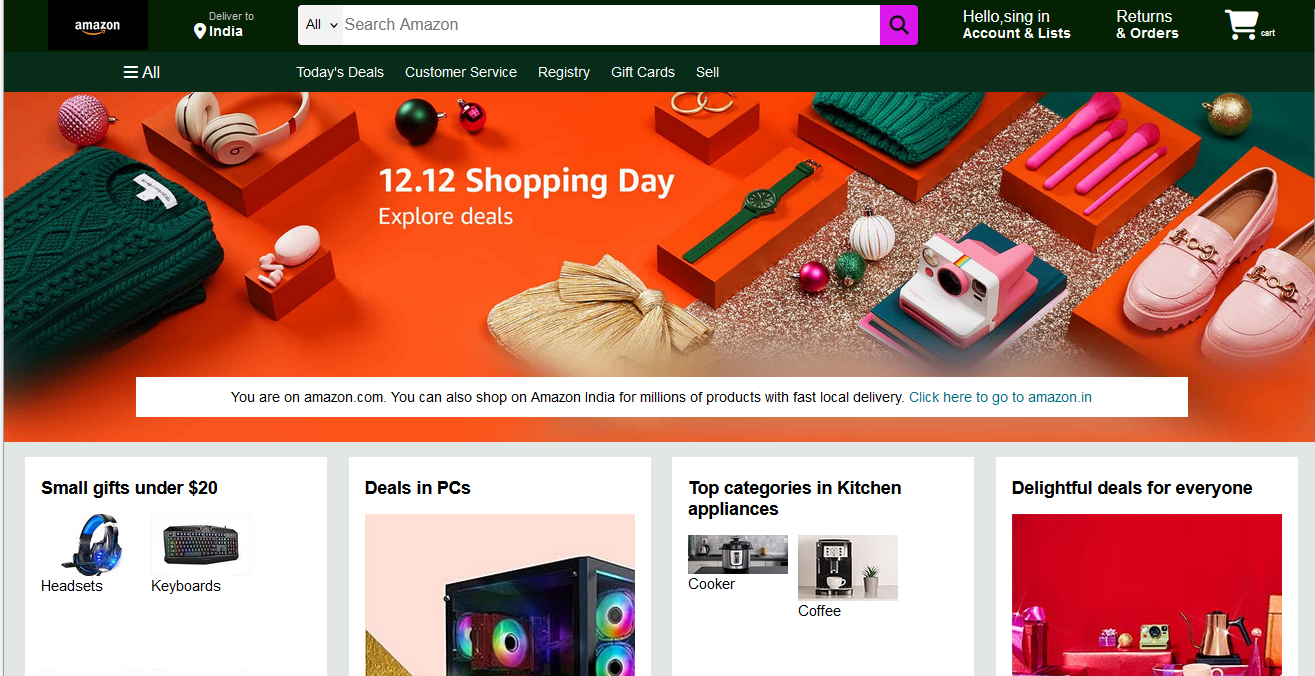 amazon
Deliver to
India
All
Search Amazon
Hello,sing in
Account & Lists
Returns
& Orders
cart
All
Today's Deals
Customer Service
Registry
Gift Cards
Sell
12.12 Shopping Day
Explore deals
You are on amazon.com. You can also shop on Amazon India for millions of products with fast local delivery. Click here to go to amazon.in
Small gifts under $20
Headsets
Keyboards
Deals in PCs
Top categories in Kitchen
appliances
Cooker
Coffee
Delightful deals for everyone